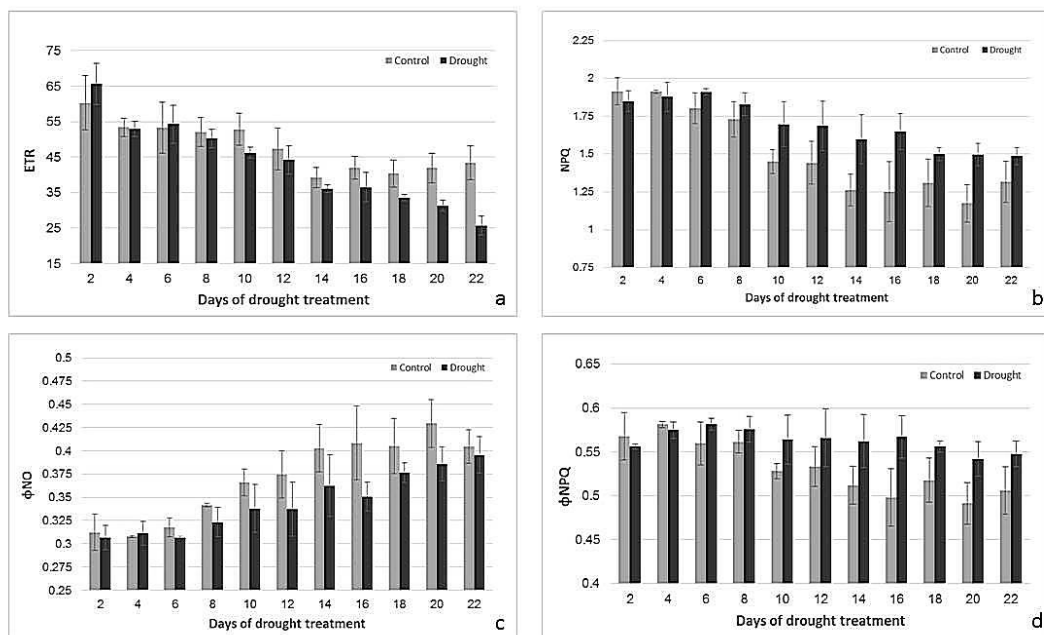 75
65
55
45
35
25
15
ETR
Control Drought
2 4 6 8 10 12 14 16 18 20 22
Days of drought treatment
a
2.25
2
1.75
1.5
1.25
1
0.75
NPQ
Control Drought
2 4 6 8 10 12 14 16 18 20 22
Days of drought treatment
b
0.5
0.475
0.45
0.425
0.4
0.375
0.35
0.325
0.3
0.275
0.25
ϕNO
Control Drought
2 4 6 8 10 12 14 16 18 20 22
Days of drought treatment
c
0.65
0.6
0.55
0.5
0.45
0.4
ϕNPQ
Control Drought
2 4 6 8 10 12 14 16 18 20 22
Days of drought treatment
d